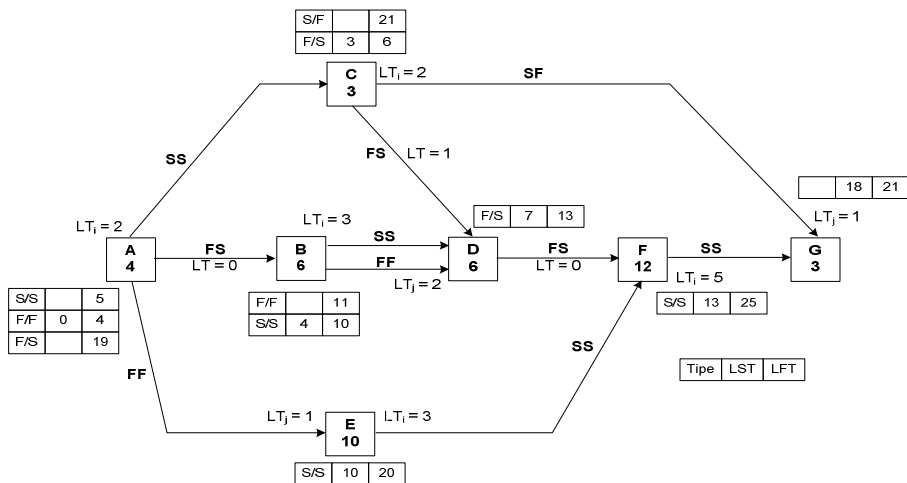 S/F 21
F/S 3 6
C
3
LTi = 2
SF
SS
FS
LT = 1
18 21
LTj = 1
F/S 7 13
LTi = 2
LTi = 3
A
4
FS
LT = 0
B
6
SS
FF
LTj = 2
D
6
FS
LT = 0
F
12
SS
LTi = 5
G
3
S/S 5
F/F 0 4
F/S 19
F/F 11
S/S 4 10
S/S 13 25
SS
FF
Tipe LST LFT
LTj = 1
E
10
LTi = 3
S/S 10 20